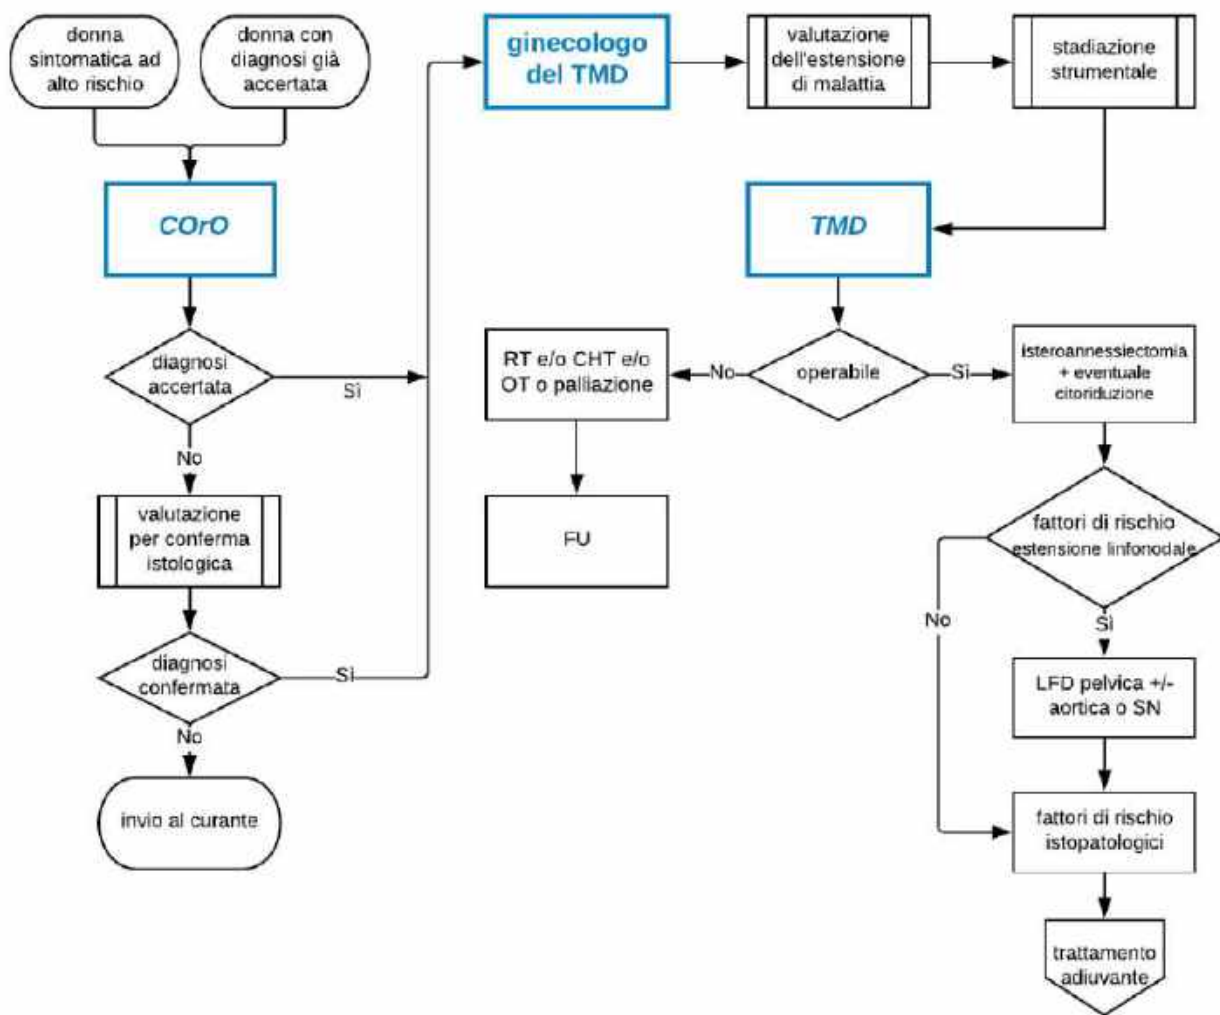 donna
sintomatica ad
alto rischio
donna con
diagnosi già
accertata
COrO
diagnosi
accertata
Sì
No
valutazione
per conferma
istologica
diagnosi
confermata
Sì
No
invio al curante
ginecologo
del TMD
valutazione
dell'estensione
di malattia
stadiazione
strumentale
TMD
operabile
No
Sì
RT e/o CHT e/o
OT o palliazione
FU
isteroannessiectomia
+ eventuale
citoriduzione
fattori di rischio
estensione linfonodale
No
Sì
LFD pelvica +/-
aortica o SN
fattori di rischio
istopatologici
trattamento
adiuvante